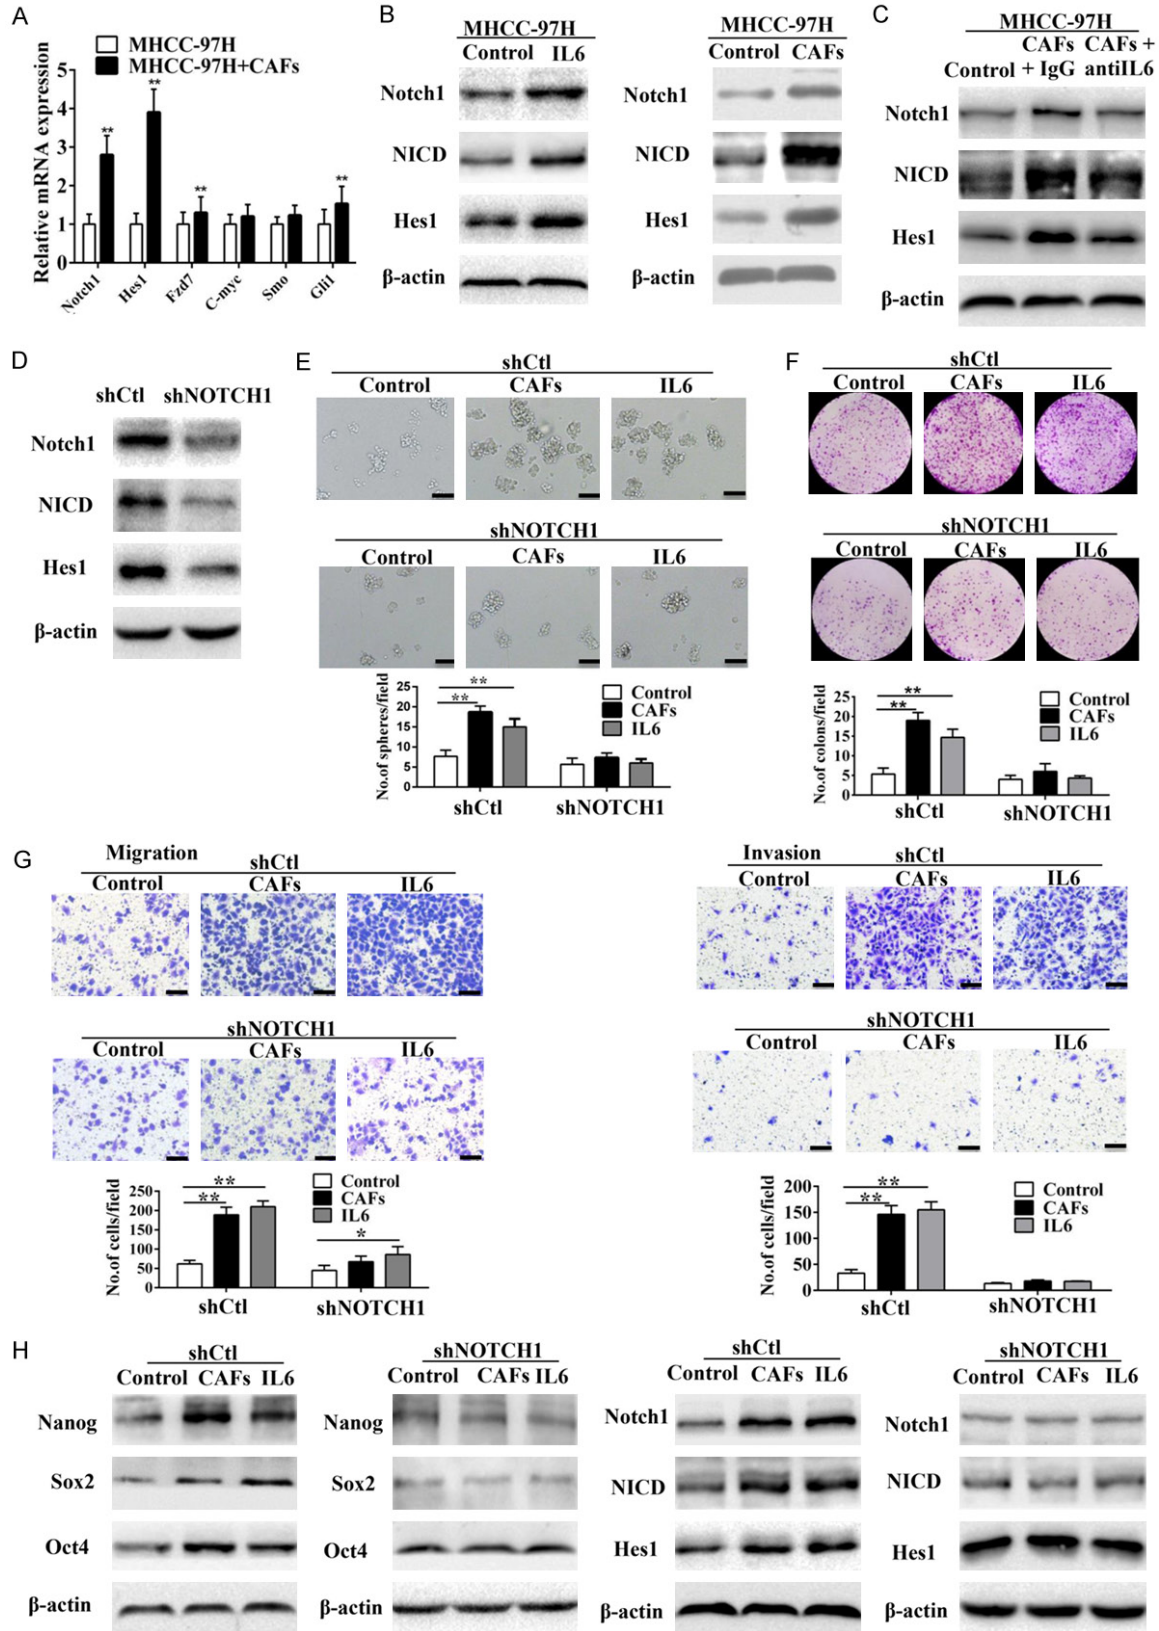 A
MHCC-97H
MHCC-97H+CAFs
Relative mRNA expression
5
4
3
2
1
0
**
**
**
**
Notch1
Hes1
Fzd7
C-myc
Smo
Gli1
B
MHCC-97H
Control IL6
Notch1
NICD
Hes1
β-actin
MHCC-97H
Control CAFs
Notch1
NICD
Hes1
β-actin
C
MHCC-97H
CAFs CAFs +
Control + IgG antiIL6
Notch1
NICD
Hes1
β-actin
D
shCtl shNOTCH1
Notch1
NICD
Hes1
β-actin
E
shCtl
Control CAFs IL6
shNOTCH1
Control CAFs IL6
No.of spheres/field
25
20
15
10
5
0
**
**
Control
CAFs
IL6
shCtl shNOTCH1
F
shCtl
Control CAFs IL6
shNOTCH1
Control CAFs IL6
No.of colons/field
25
20
15
10
5
0
**
**
Control
CAFs
IL6
shCtl shNOTCH1
G
Migration
shCtl
Control CAFs IL6
shNOTCH1
Control CAFs IL6
No.of cells/field
250
200
150
100
50
0
**
**
*
Control
CAFs
IL6
shCtl shNOTCH1
Invasion
shCtl
Control CAFs IL6
shNOTCH1
Control CAFs IL6
No.of cells/field
200
150
100
50
0
**
**
Control
CAFs
IL6
shCtl shNOTCH1
H
shCtl
Control CAFs IL6
Nanog
Sox2
Oct4
β-actin
shNOTCH1
Control CAFs IL6
Nanog
Sox2
Oct4
β-actin
shCtl
Control CAFs IL6
Notch1
NICD
Hes1
β-actin
shNOTCH1
Control CAFs IL6
Notch1
NICD
Hes1
β-actin